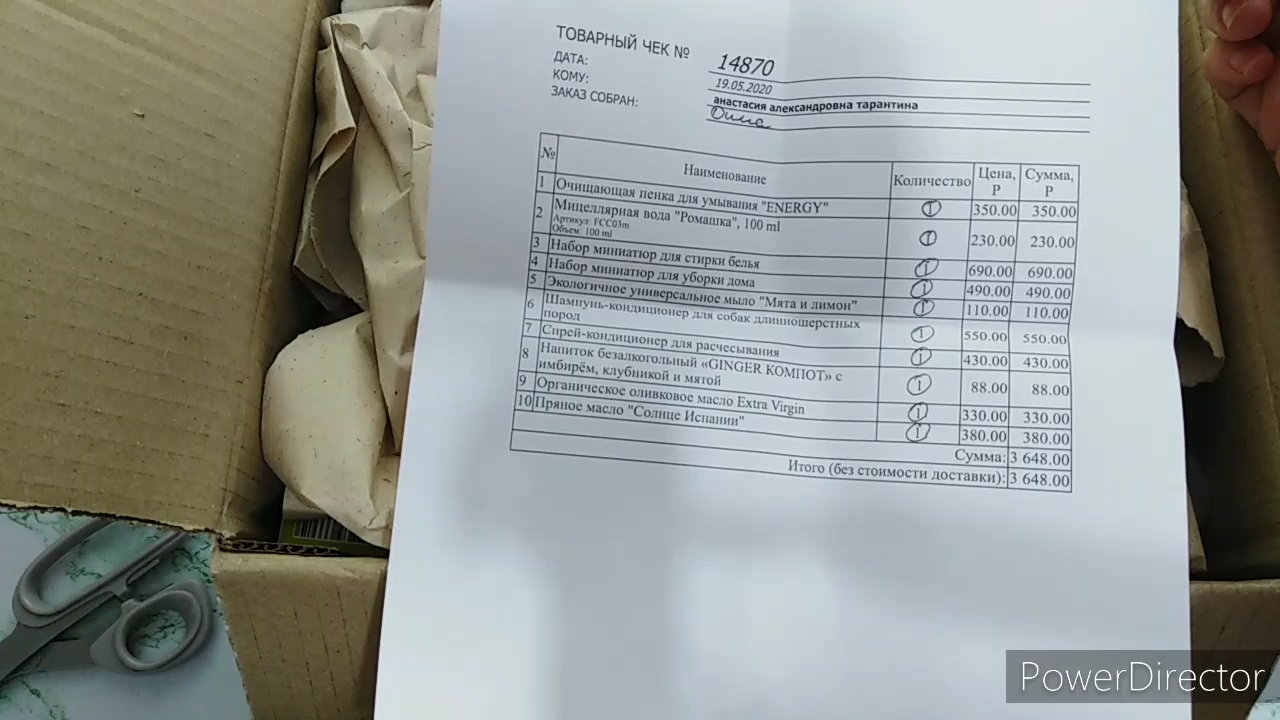 ТОВАРНЫЙ ЧЕК № 14870
ДАТА: 19.05.2020
КОМУ: анастасия александровна тарантина
ЗАКАЗ СОБРАН:
№ Наименование Количество Цена, Р Сумма, Р
1 Очищающая пенка для умывания "ENERGY" 1 350.00 350.00
2 Мицеллярная вода "Ромашка", 100 ml 1 230.00 230.00
Артикул: FCC03m
Объем: 100 ml
3 Набор миниатюр для стирки белья 1 690.00 690.00
4 Набор миниатюр для уборки дома 1 490.00 490.00
5 Экологичное универсальное мыло "Мята и лимон" 1 110.00 110.00
6 Шампунь-кондиционер для собак длинношерстных
пород 1 550.00 550.00
7 Спрей-кондиционер для расчесывания 1 430.00 430.00
8 Напиток безалкогольный «GINGER КОМПОТ» с
имбирём, клубникой и мятой 1 88.00 88.00
9 Органическое оливковое масло Extra Virgin 1 330.00 330.00
10 Пряное масло "Солнце Испании" 1 380.00 380.00
Сумма: 3 648.00
Итого (без стоимости доставки): 3 648.00
PowerDirector